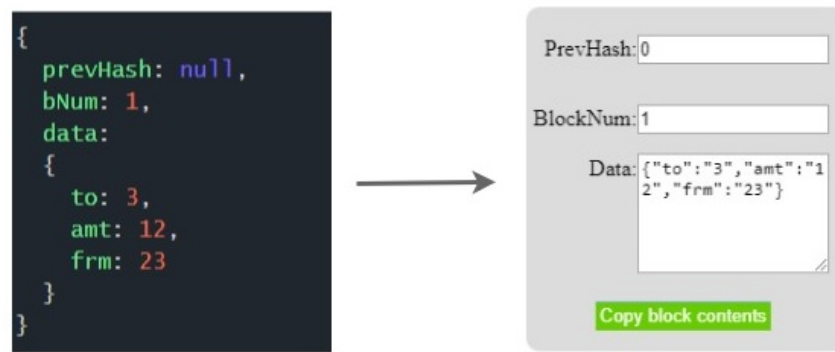 {
prevHash: null,
bNum: 1,
data:
{
to: 3,
amt: 12,
frm: 23
}
}
PrevHash: 0
BlockNum: 1
Data: {"to":"3","amt":"1
2","frm":"23"}
Copy block contents